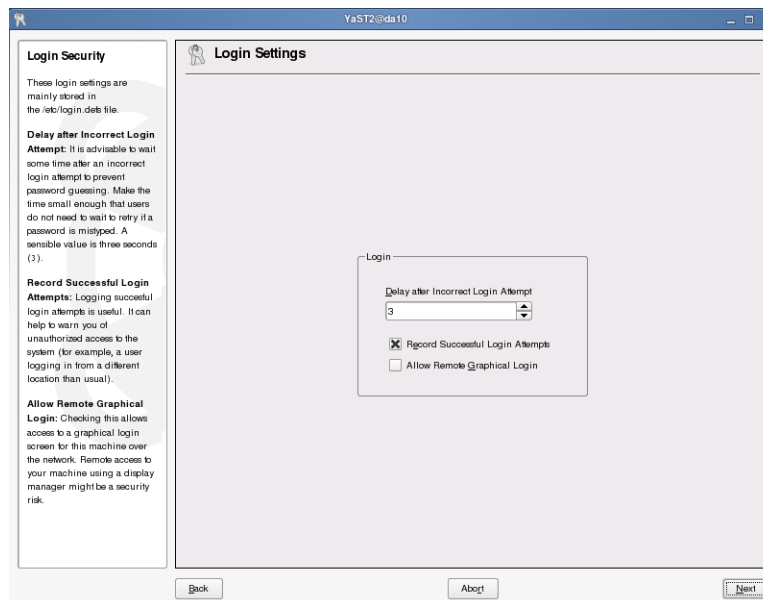 YaST2@da10
Login Security
These login settings are
mainly stored in
the /etc/login.defs file.
Delay after Incorrect Login
Attempt: It is advisable to wait
some time after an incorrect
login attempt to prevent
password guessing. Make the
time small enough that users
do not need to wait to retry if a
password is mistyped. A
sensible value is three seconds
(3).
Record Successful Login
Attempts: Logging succesful
login attempts is useful. It can
help to warn you of
unauthorized access to the
system (for example, a user
logging in from a different
location than usual).
Allow Remote Graphical
Login: Checking this allows
access to a graphical login
screen for this machine over
the network. Remote access to
your machine using a display
manager might be a security
risk.
Login Settings
Login
Delay after Incorrect Login Attempt
3
Record Successful Login Attempts
Allow Remote Graphical Login
Back
Abort
Next